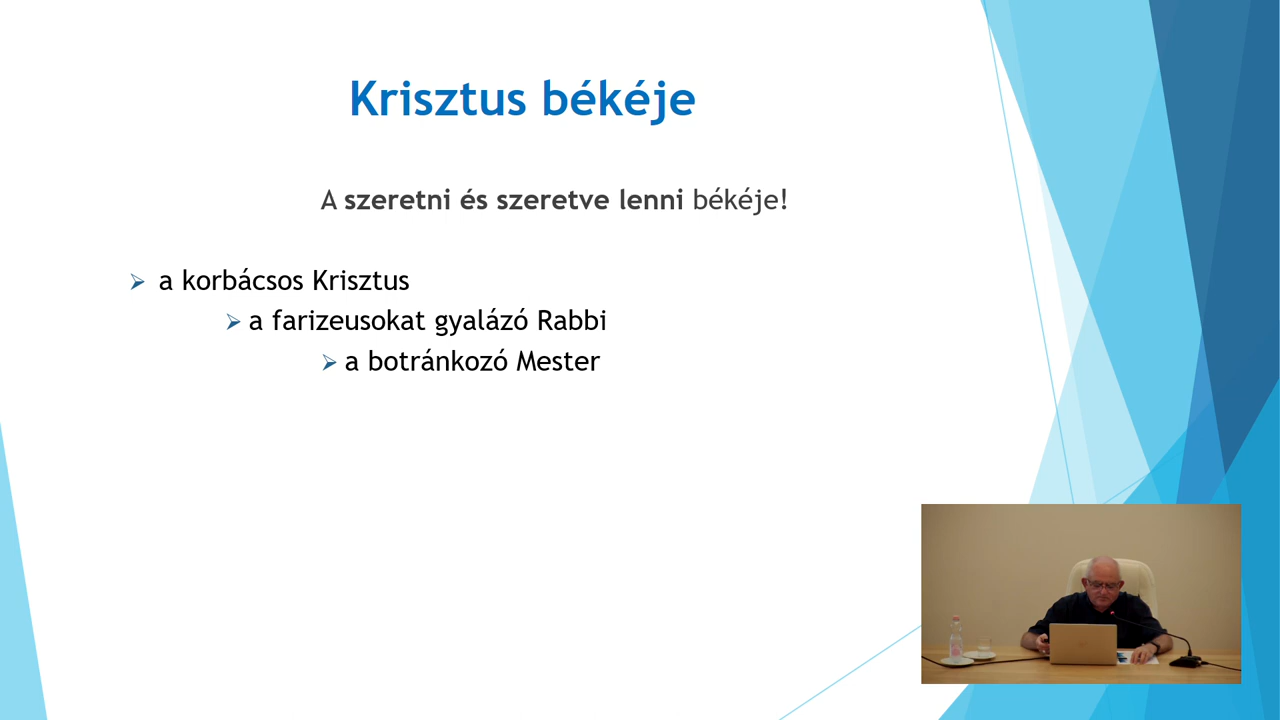 Krisztus békéje
A szeretni és szeretve lenni békéje!
a korbácsos Krisztus
a farizeusokat gyalázó Rabbi
a botránkozó Mester